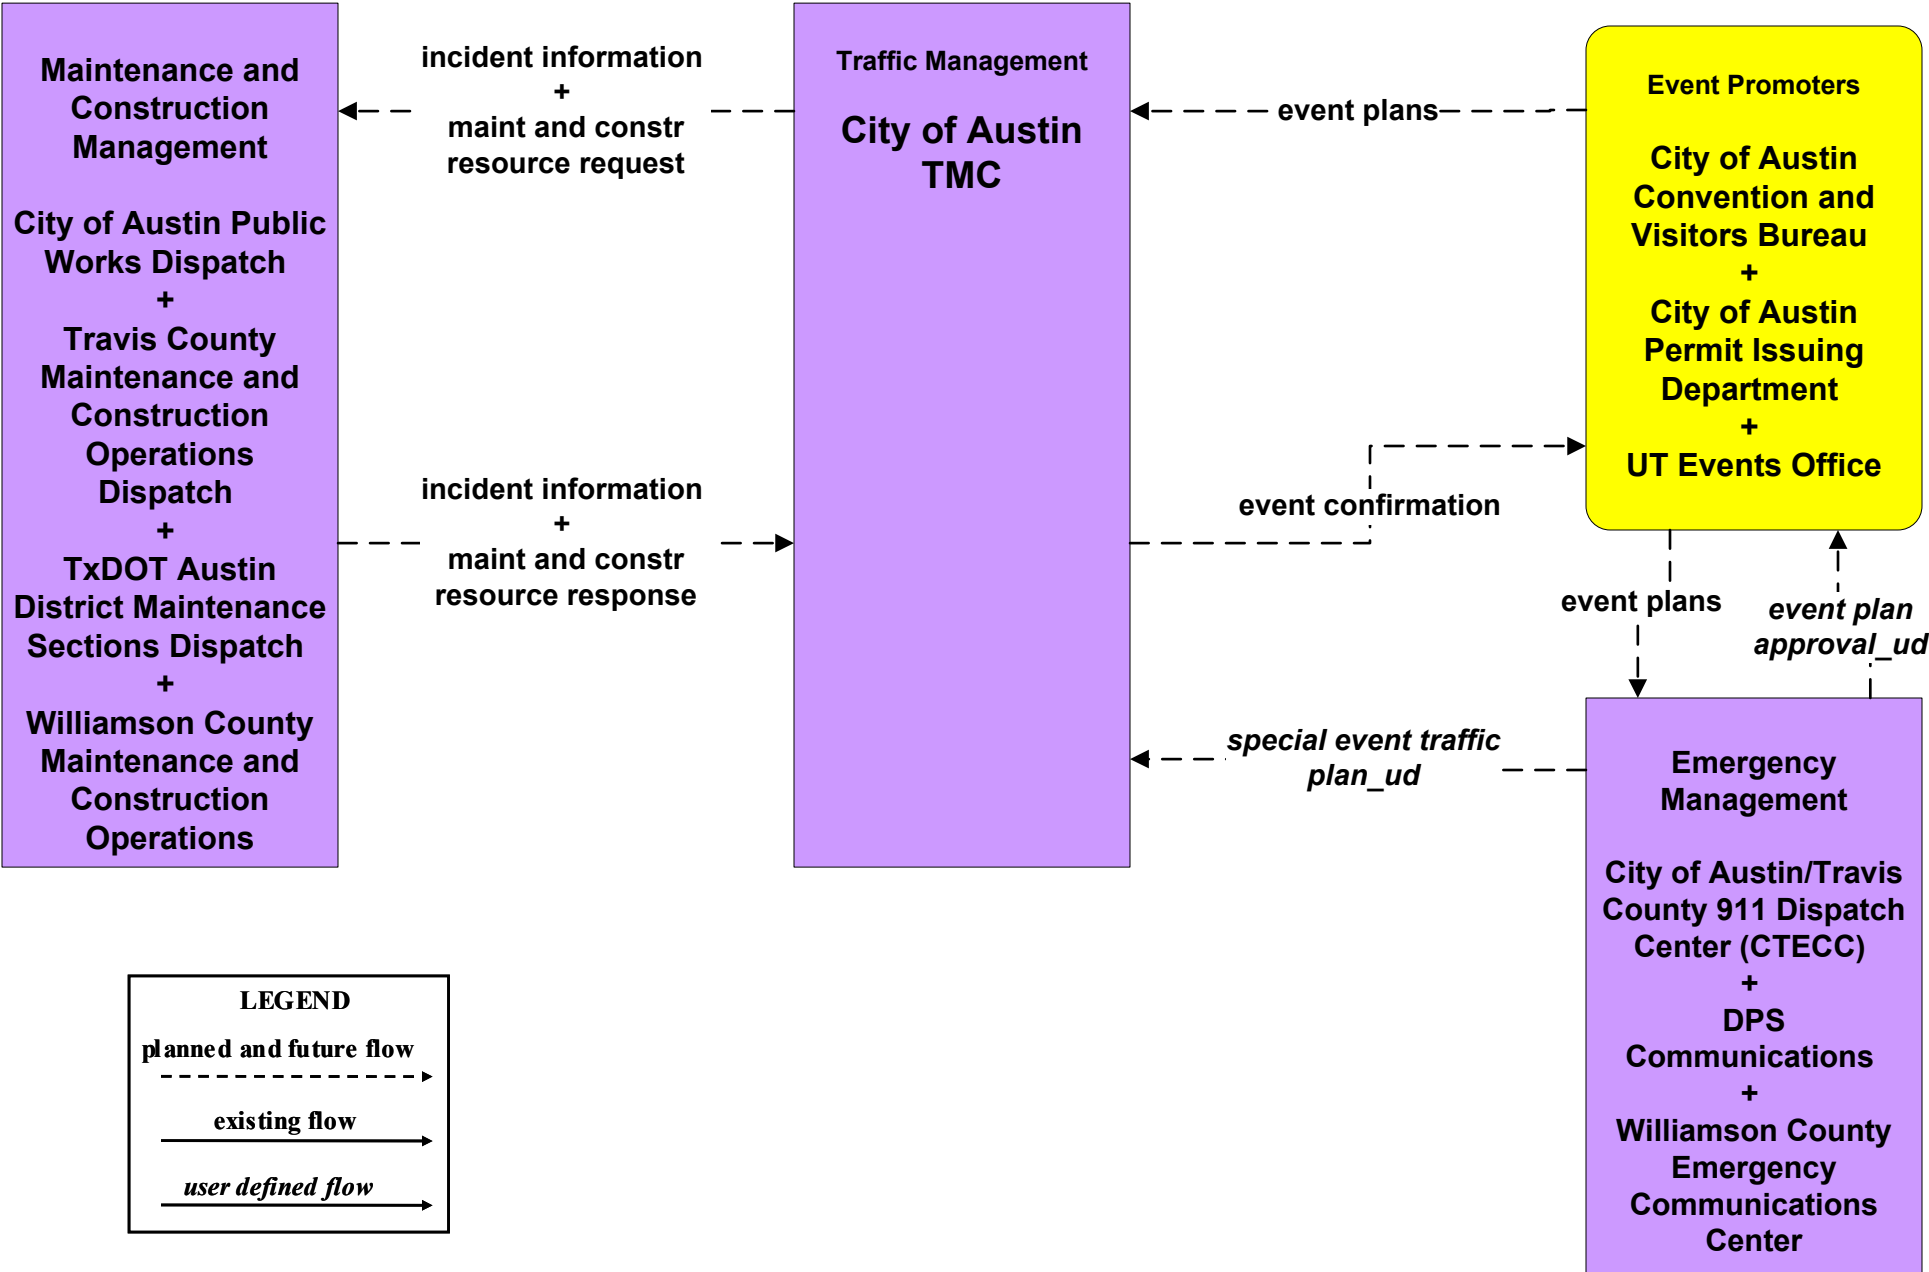 Maintenance and
Construction
Management
City of Austin Public
Works Dispatch
+
Travis County
Maintenance and
Construction
Operations
Dispatch
+
TxDOT Austin
District Maintenance
Sections Dispatch
+
Williamson County
Maintenance and
Construction
Operations
incident information
+
maint and constr
resource request
incident information
+
maint and constr
resource response
Traffic Management
City of Austin
TMC
event plans
event confirmation
special event traffic
plan_ud
Event Promoters
City of Austin
Convention and
Visitors Bureau
+
City of Austin
Permit Issuing
Department
+
UT Events Office
event plans
event plan
approval_ud
Emergency
Management
City of Austin/Travis
County 911 Dispatch
Center (CTECC)
+
DPS
Communications
+
Williamson County
Emergency
Communications
Center
LEGEND
planned and future flow
existing flow
user defined flow